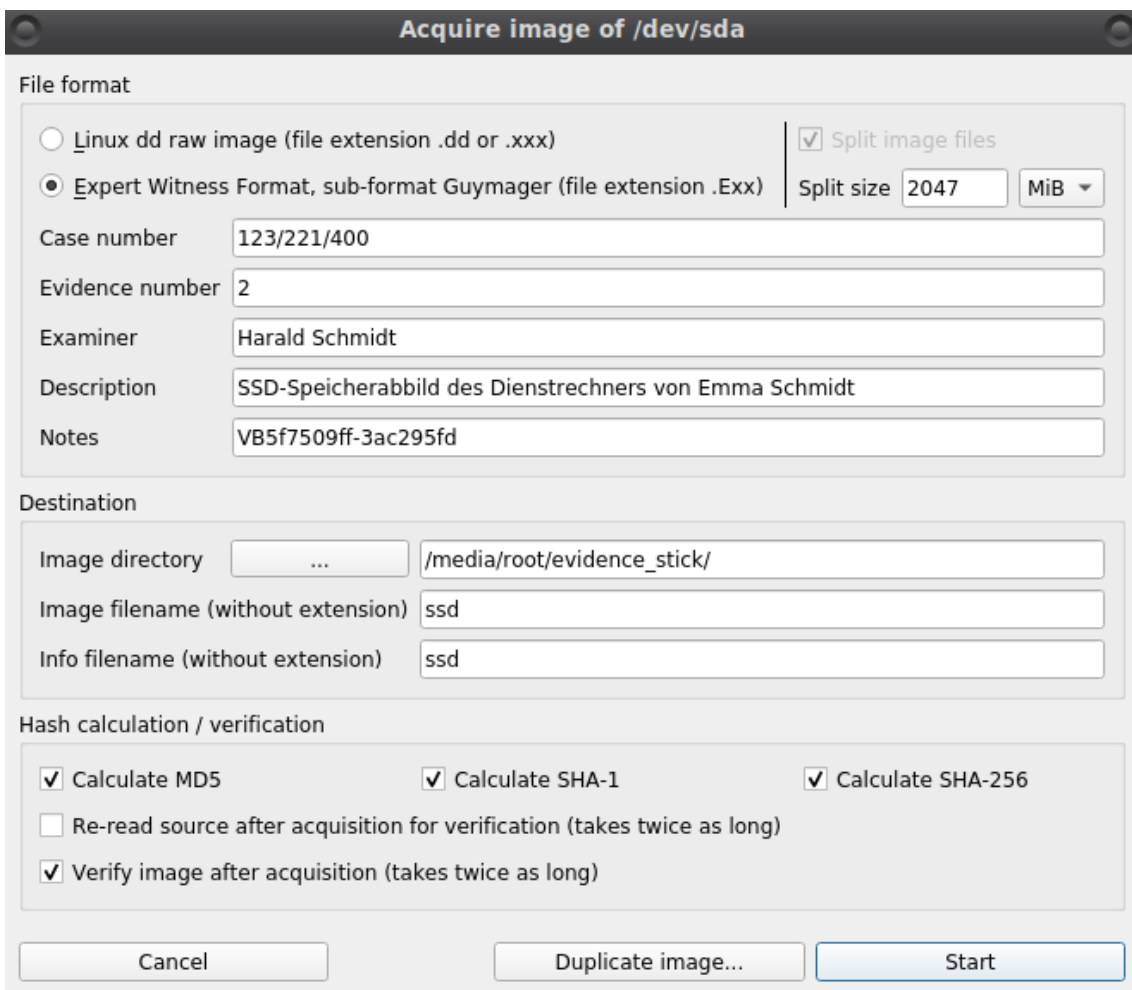 Acquire image of /dev/sda
File format
Linux dd raw image (file extension .dd or .xxx)
Split image files
Expert Witness Format, sub-format Guymager (file extension .Exx)
Split size 2047 MiB
Case number 123/221/400
Evidence number 2
Examiner Harald Schmidt
Description SSD-Speicherabbild des Dienstrechners von Emma Schmidt
Notes VB5f7509ff-3ac295fd
Destination
Image directory ... /media/root/evidence_stick/
Image filename (without extension) ssd
Info filename (without extension) ssd
Hash calculation / verification
Calculate MD5 Calculate SHA-1 Calculate SHA-256
Re-read source after acquisition for verification (takes twice as long)
Verify image after acquisition (takes twice as long)
Cancel Duplicate image... Start